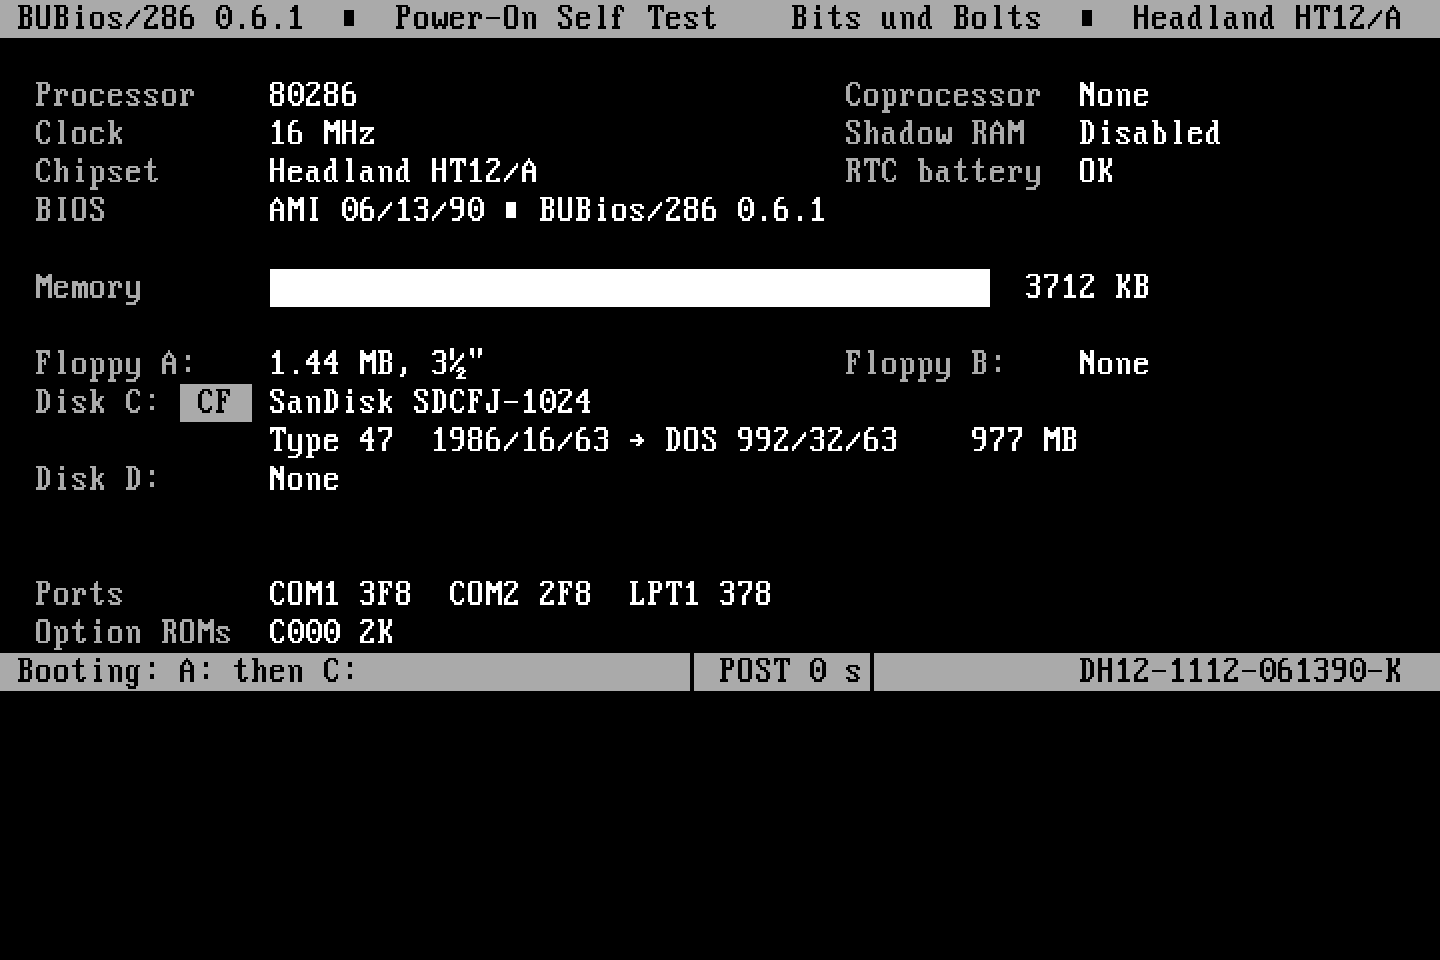 BUBios/286 0.6.1 ▪ Power-On Self Test Bits und Bolts ▪ Headland HT12/A
Processor 80286 Coprocessor None
Clock 16 MHz Shadow RAM Disabled
Chipset Headland HT12/A RTC battery OK
BIOS AMI 06/13/90 ▪ BUBios/286 0.6.1
Memory 3712 KB
Floppy A: 1.44 MB, 3½" Floppy B: None
Disk C: CF SanDisk SDCFJ-1024
Type 47 1986/16/63 → DOS 992/32/63 977 MB
Disk D: None
Ports COM1 3F8 COM2 2F8 LPT1 378
Option ROMs C000 2K
Booting: A: then C: POST 0 s DH12-1112-061390-K